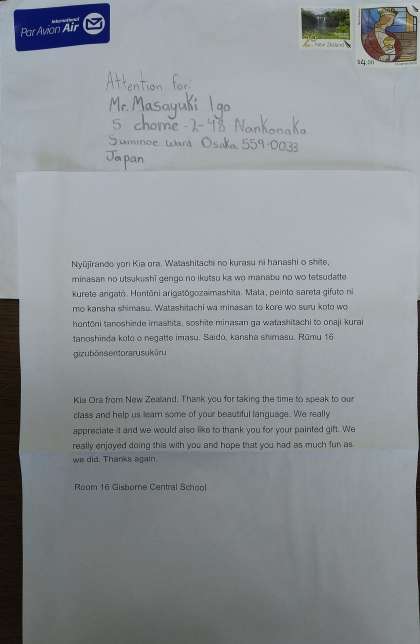 International
Par Avion Air
New Zealand
$4.00
Attention for
Mr. Masayuki Igo
5 chome -2-48 Nankonaka
Suminoe ward Osaka 559-0033
Japan
Nyūjīrando yori Kia ora. Watashitachi no kurasu ni hanashi o shite,
minasan no utsukushī gengo no ikutsu ka wo manabu no wo tetsudatte
kurete arigatō. Hontōni arigatōgozaimashita. Mata, peinto sareta gifuto ni
mo kansha shimasu. Watashitachi wa minasan to kore wo suru koto wo
hontōni tanoshinde imashita, soshite minasan ga watashitachi to onaji kurai
tanoshinda koto o negatte imasu. Saido, kansha shimasu. Rūmu 16
gizubōnsentorarusukūru
Kia Ora from New Zealand. Thank you for taking the time to speak to our
class and help us learn some of your beautiful language. We really
appreciate it and we would also like to thank you for your painted gift. We
really enjoyed doing this with you and hope that you had as much fun as
we did. Thanks again.
Room 16 Gisborne Central School